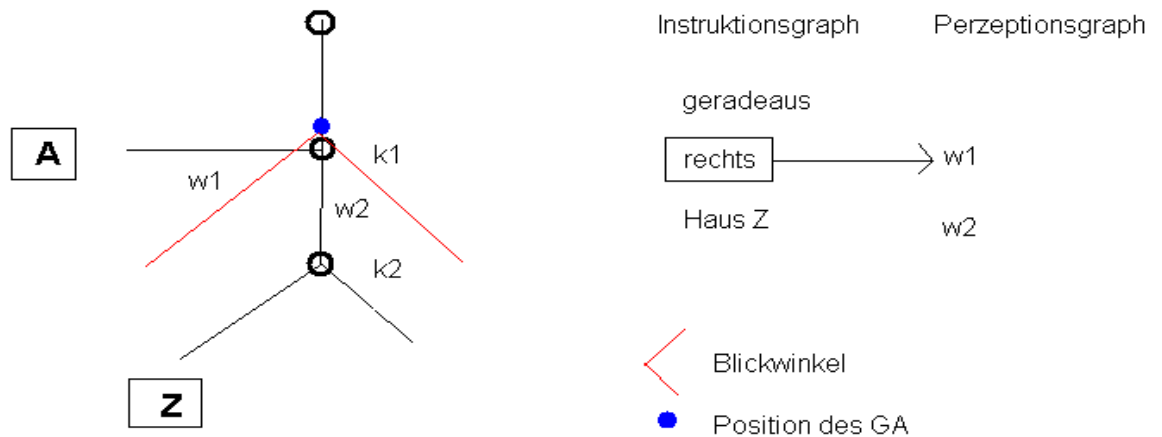 A
w1
k1
w2
k2
Z
Instruktionsgraph Perzeptionsgraph
geradeaus
rechts w1
Haus Z w2
Blickwinkel
Position des GA